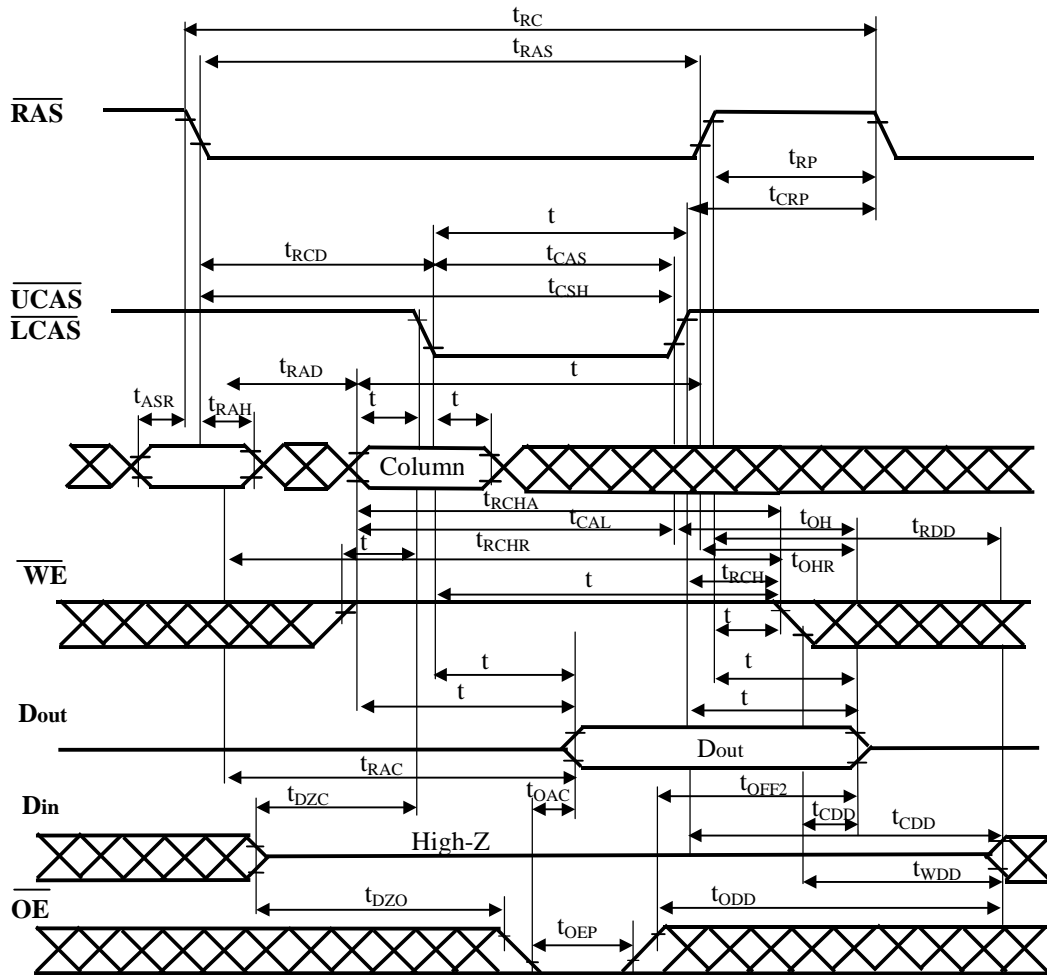 tRC
tRAS
RAS
tRP
tCRP
t
tRCD
tCAS
UCAS
tCSH
LCAS
tRAD
t
tASR
tRAH
t
t
Column
tRCHA
tCAL
tOH
tRDD
t
tRCHR
tOHR
WE
tRCH
t
t
t
t
t
t
Dout
Dout
tRAC
Din
tDZC
tOAC
tOFF2
tCDD
tCDD
High-Z
tWDD
OE
tDZO
tODD
tOEP